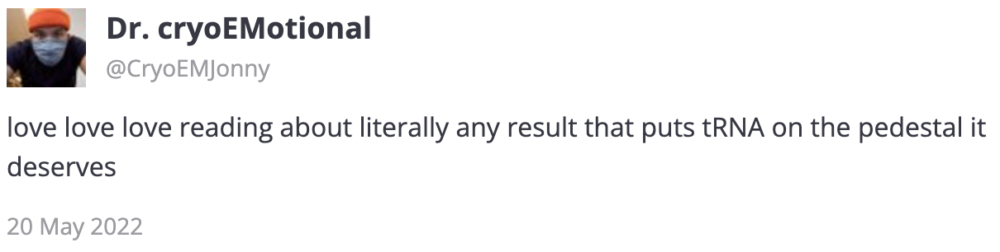 Dr. cryoEMotional
@CryoEMJonny
love love love reading about literally any result that puts tRNA on the pedestal it
deserves
20 May 2022